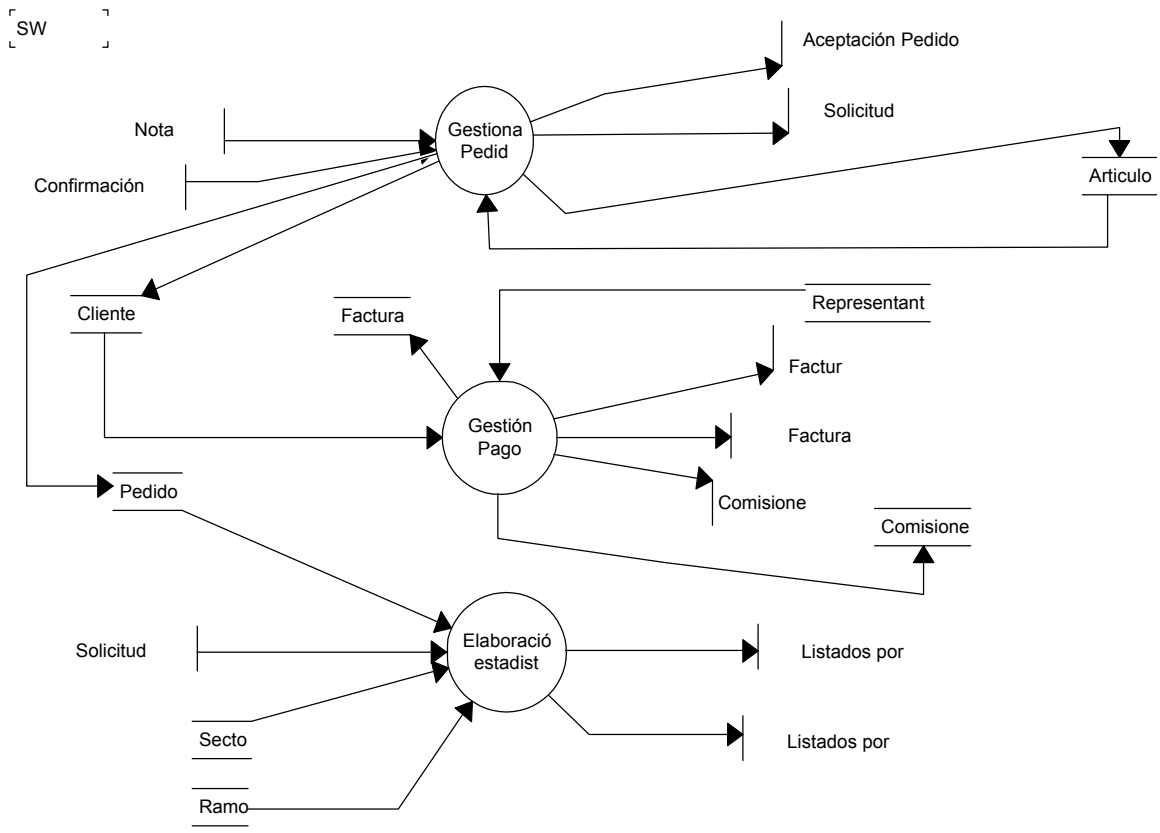 SW
Aceptación Pedido
Solicitud
Nota
Gestiona
Pedid
Confirmación
Articulo
Cliente
Factura
Representant
Factur
Gestión
Pago
Factura
Pedido
Comisione
Comisione
Solicitud
Elaboració
estadist
Listados por
Secto
Listados por
Ramo